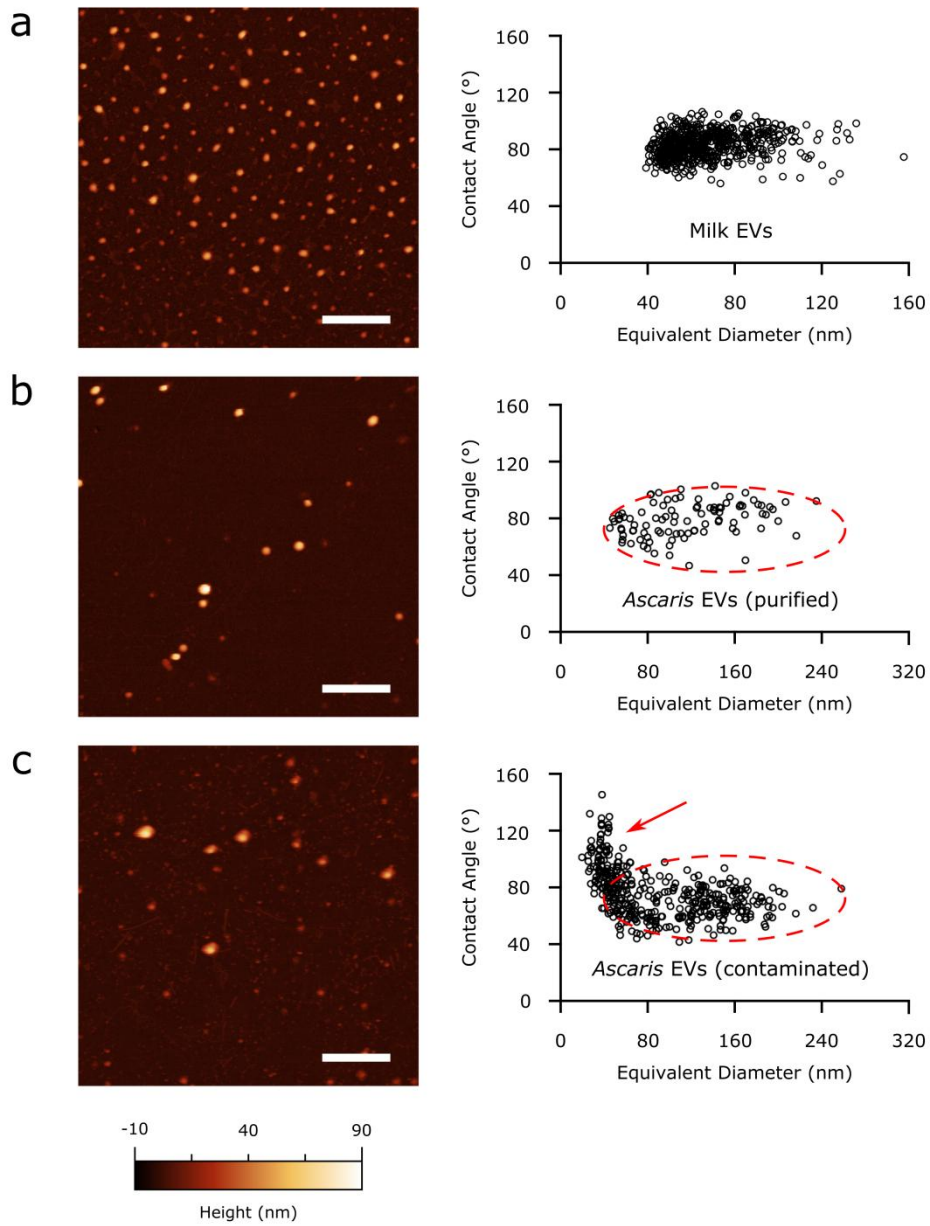 a
160
120
80
40
0
Contact Angle (°)
Milk EVs
0 40 80 120 160
Equivalent Diameter (nm)
b
160
120
80
40
0
Contact Angle (°)
Ascaris EVs (purified)
0 80 160 240 320
Equivalent Diameter (nm)
c
160
120
80
40
0
Contact Angle (°)
Ascaris EVs (contaminated)
0 80 160 240 320
Equivalent Diameter (nm)
-10 40 90
Height (nm)